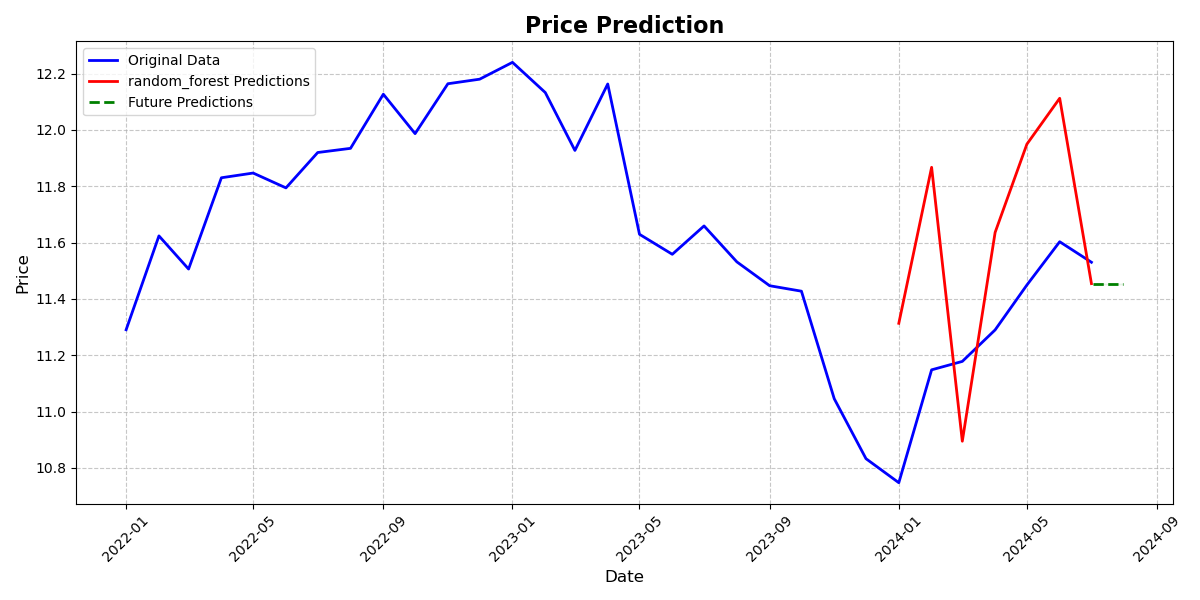 Price Prediction
Original Data
random_forest Predictions
Future Predictions
Price
12.2
12.0
11.8
11.6
11.4
11.2
11.0
10.8
2022-01
2022-05
2022-09
2023-01
2023-05
2023-09
2024-01
2024-05
2024-09
Date